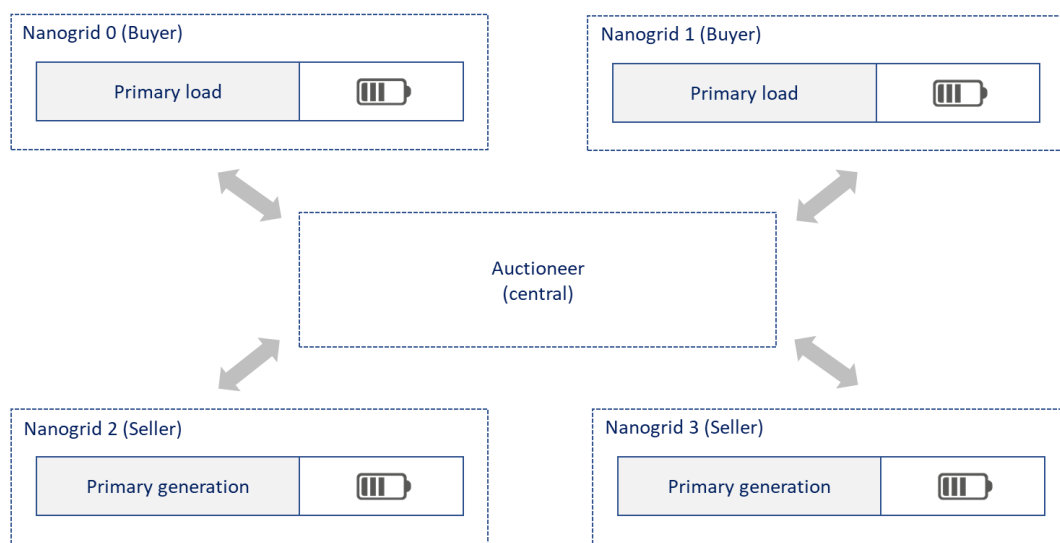 Nanogrid 0 (Buyer)
Primary load
Nanogrid 1 (Buyer)
Primary load
Auctioneer
(central)
Nanogrid 2 (Seller)
Primary generation
Nanogrid 3 (Seller)
Primary generation